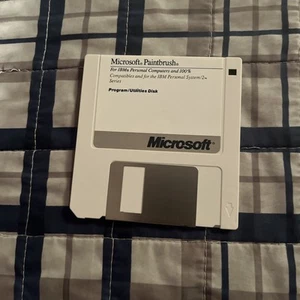 Microsoft® Paintbrush®
For IBM® Personal Computers and 100%
Compatibles and for the IBM Personal System/2®
Series
Program/Utilities Disk
Microsoft®